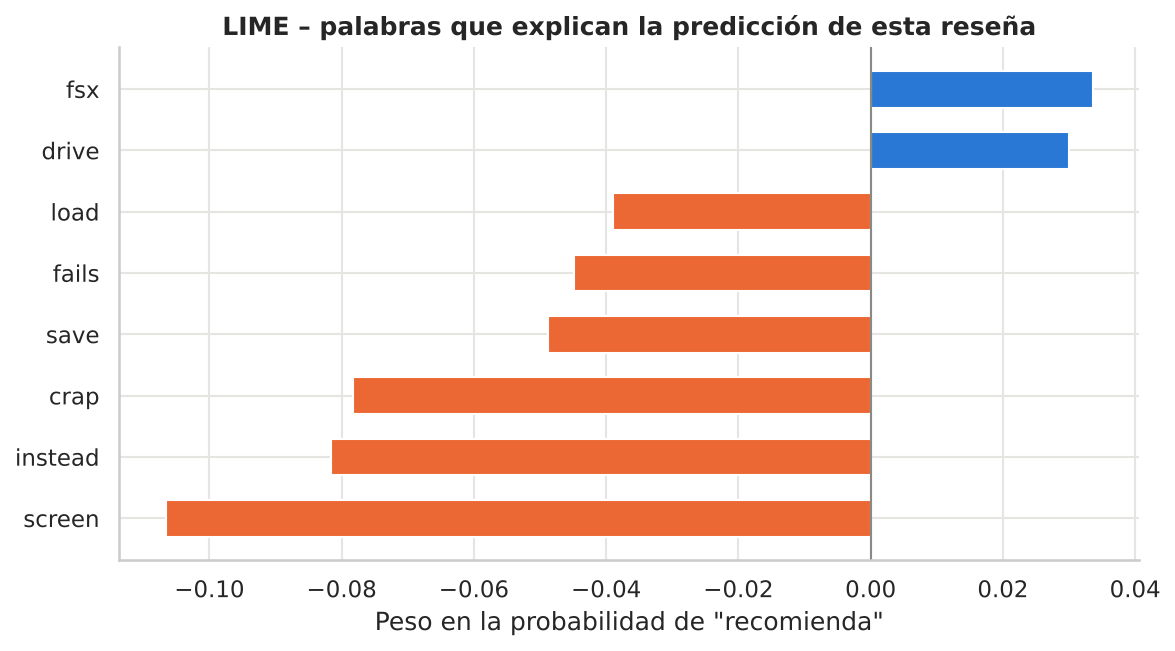 LIME – palabras que explican la predicción de esta reseña
fsx
drive
load
fails
save
crap
instead
screen
−0.10 −0.08 −0.06 −0.04 −0.02 0.00 0.02 0.04
Peso en la probabilidad de "recomienda"